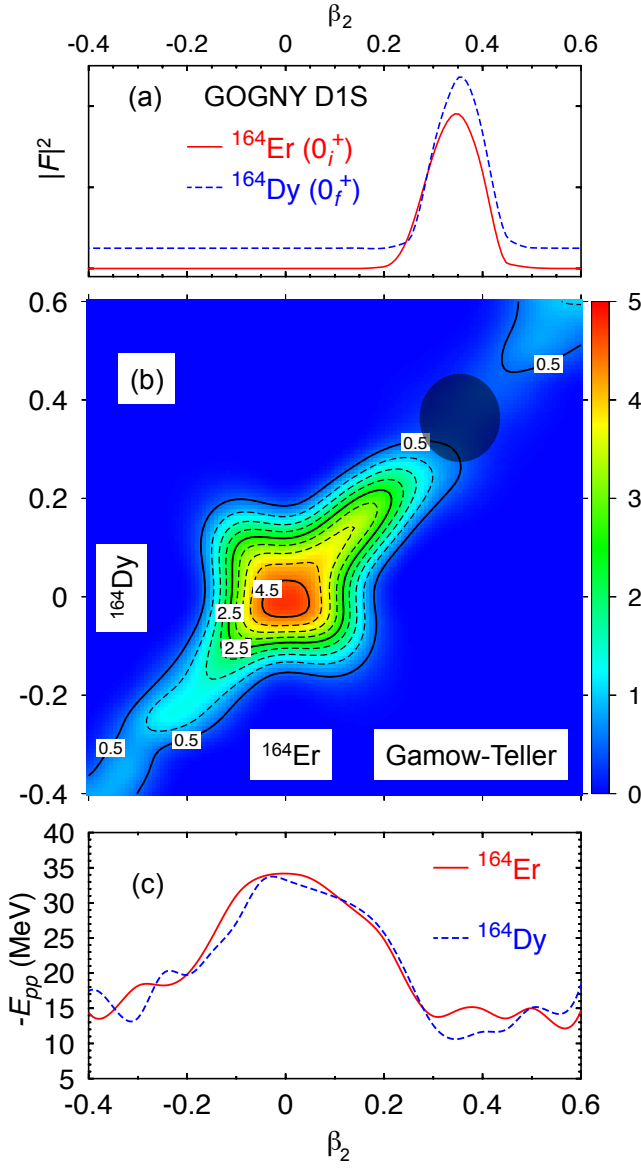 β₂
-0.4 -0.2 0 0.2 0.4 0.6
(a) GOGNY D1S
|F|²
¹⁶⁴Er (0ᵢ⁺)
¹⁶⁴Dy (0f⁺)
0.6
0.4
0.2
0
-0.2
-0.4
(b)
0.5
0.5
4.5
2.5
2.5
0.5
0.5
¹⁶⁴Dy
¹⁶⁴Er
Gamow-Teller
5
4
3
2
1
0
40
35
30
25
20
15
10
5
-Epp (MeV)
(c)
¹⁶⁴Er
¹⁶⁴Dy
-0.4 -0.2 0 0.2 0.4 0.6
β₂